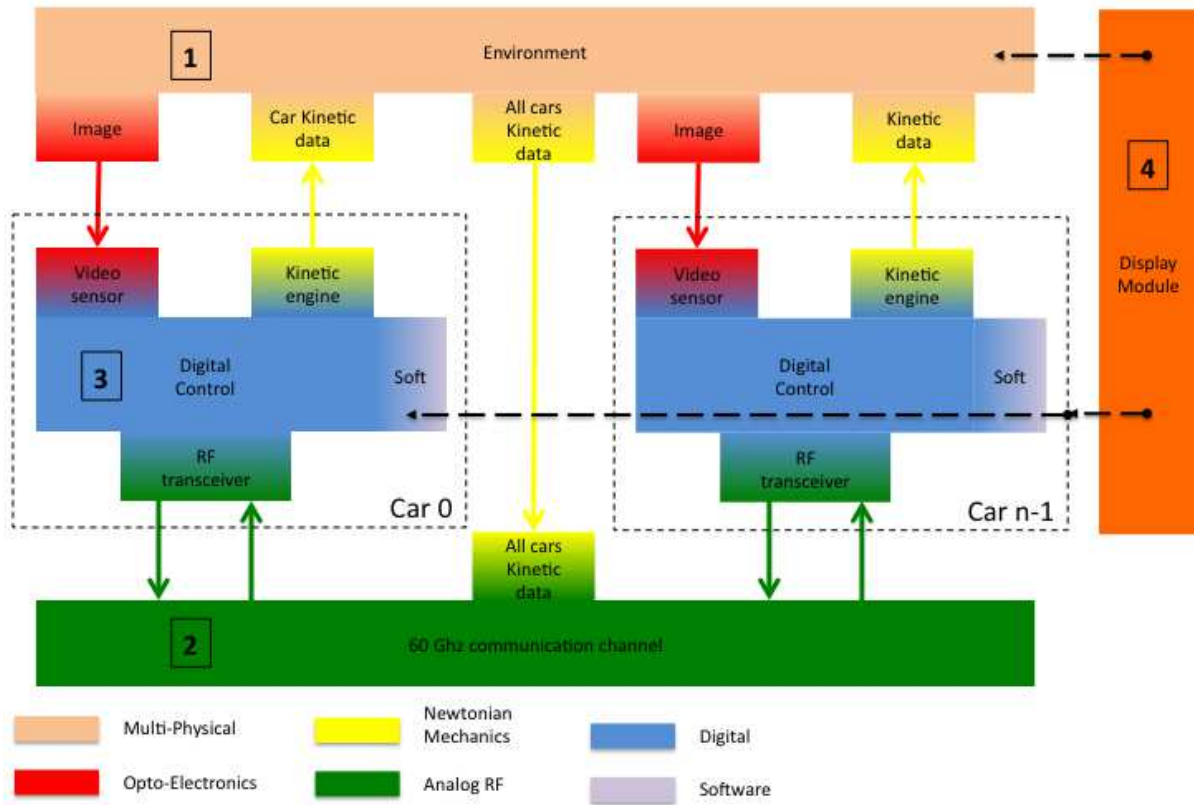 1
Environment
Image
Car Kinetic
data
All cars
Kinetic
data
Image
Kinetic
data
4
Display
Module
Video
sensor
Kinetic
engine
3
Digital
Control
Soft
RF
transceiver
Car 0
Video
sensor
Kinetic
engine
Digital
Control
Soft
RF
transceiver
Car n-1
All cars
Kinetic
data
2
60 Ghz communication channel
Multi-Physical
Newtonian
Mechanics
Digital
Opto-Electronics
Analog RF
Software